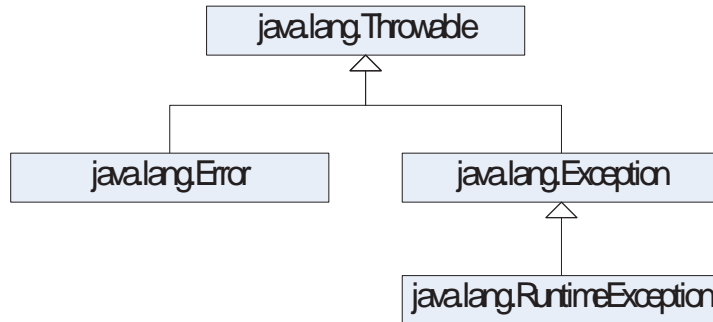 java.lang.Throwable
java.lang.Error
java.lang.Exception
java.lang.RuntimeException